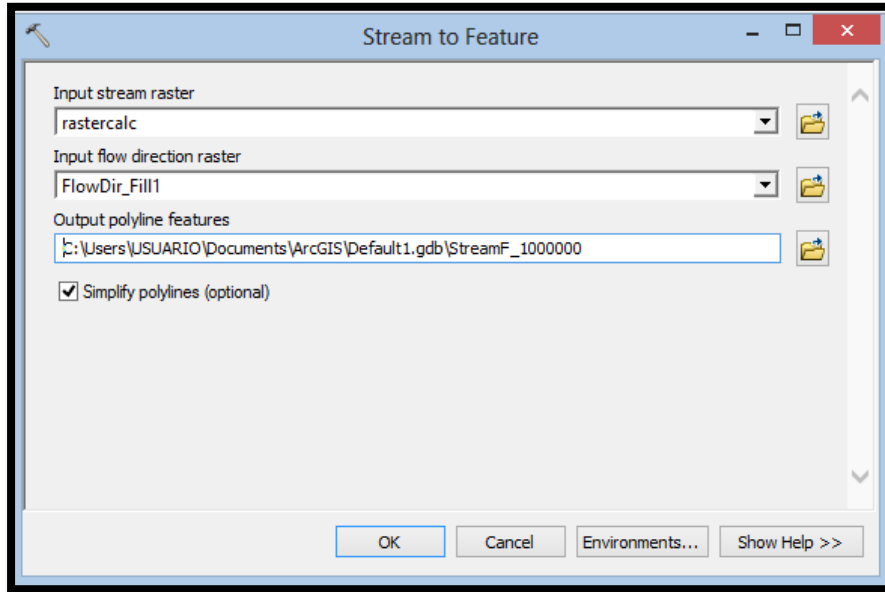 Stream to Feature
Input stream raster
rastercalc
Input flow direction raster
FlowDir_Fill1
Output polyline features
C:\Users\USUARIO\Documents\ArcGIS\Default1.gdb\StreamF_1000000
Simplify polylines (optional)
OK Cancel Environments... Show Help >>